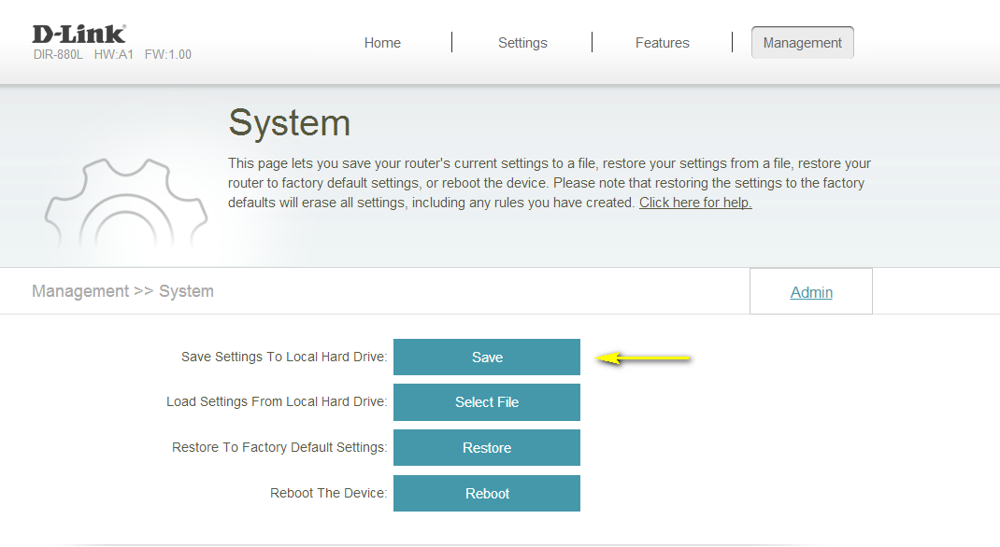 D-Link
DIR-880L HW:A1 FW:1.00
Home
Settings
Features
Management
System
This page lets you save your router's current settings to a file, restore your settings from a file, restore your
router to factory default settings, or reboot the device. Please note that restoring the settings to the factory
defaults will erase all settings, including any rules you have created. Click here for help.
Management >> System
Admin
Save Settings To Local Hard Drive: Save
Load Settings From Local Hard Drive: Select File
Restore To Factory Default Settings: Restore
Reboot The Device: Reboot